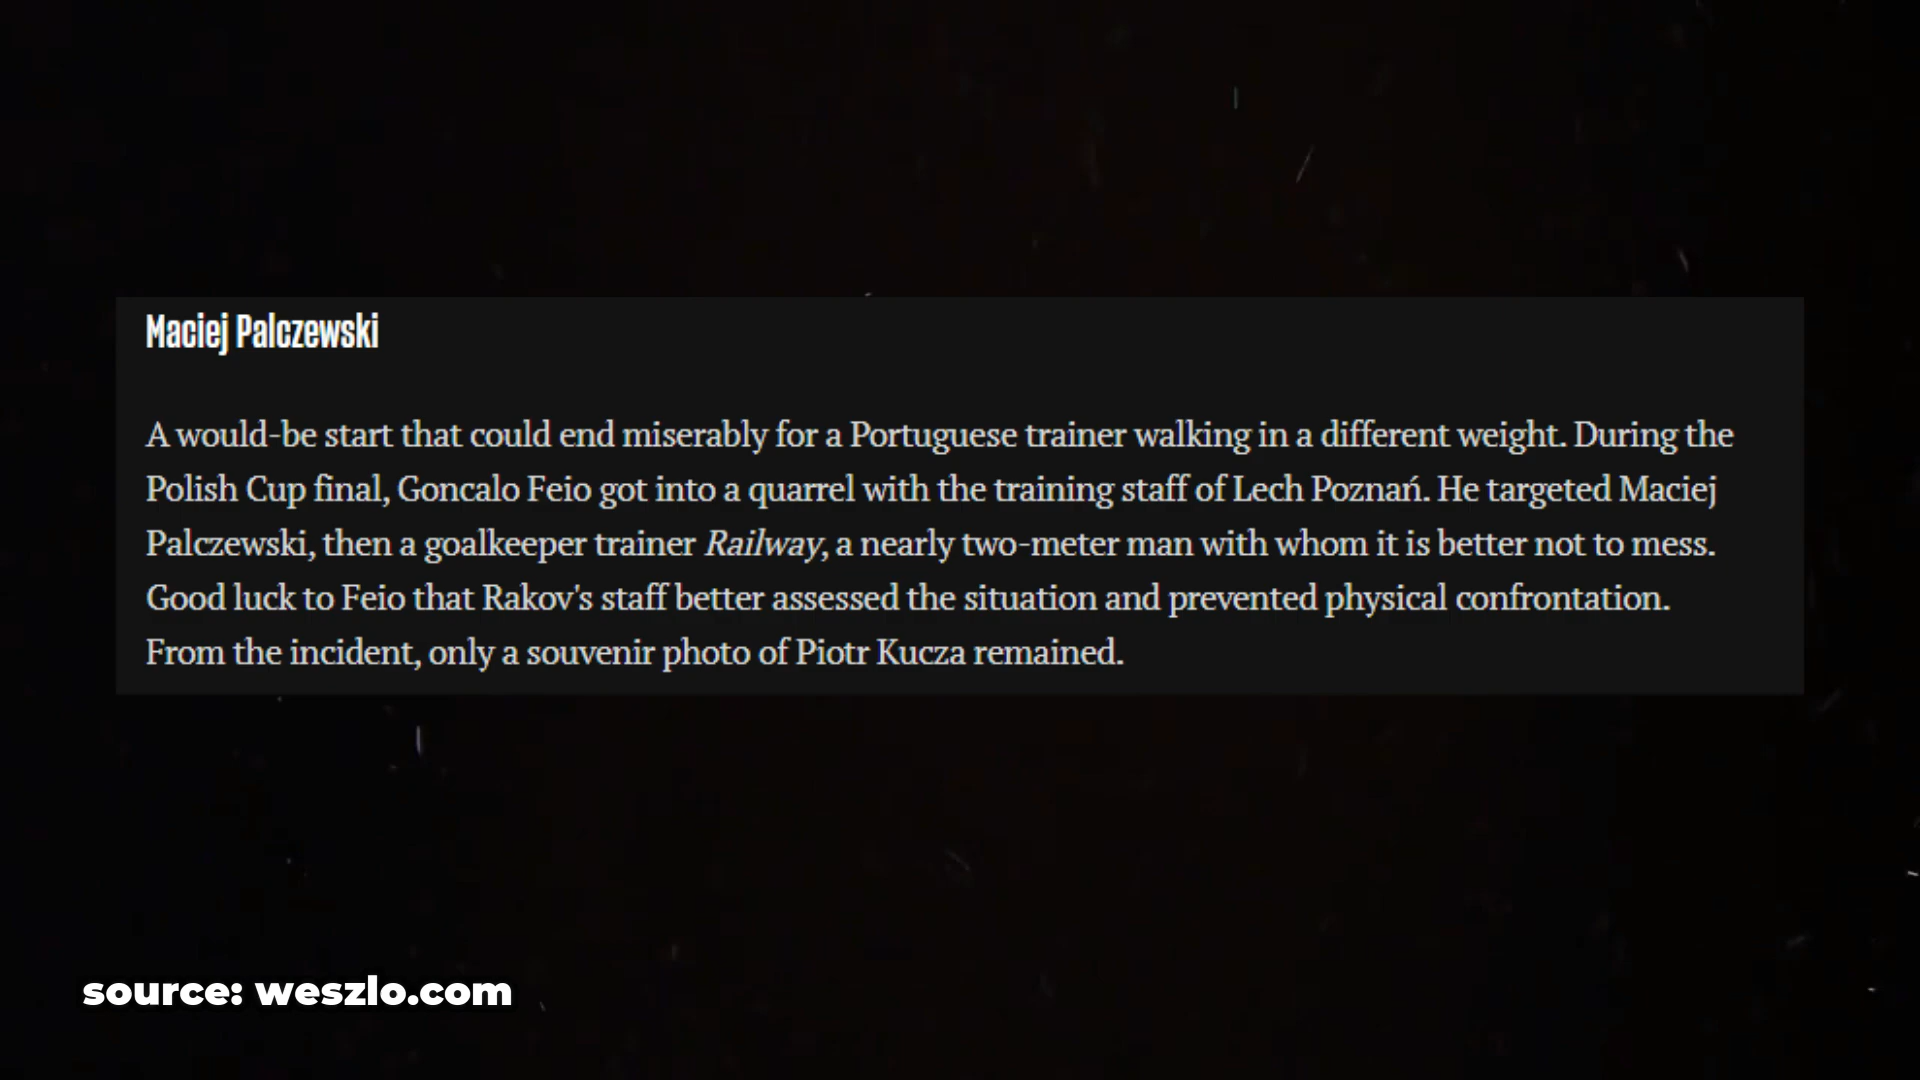 Maciej Palczewski
A would-be start that could end miserably for a Portuguese trainer walking in a different weight. During the
Polish Cup final, Goncalo Feio got into a quarrel with the training staff of Lech Poznań. He targeted Maciej
Palczewski, then a goalkeeper trainer Railway, a nearly two-meter man with whom it is better not to mess.
Good luck to Feio that Rakov's staff better assessed the situation and prevented physical confrontation.
From the incident, only a souvenir photo of Piotr Kucza remained.
source: weszlo.com